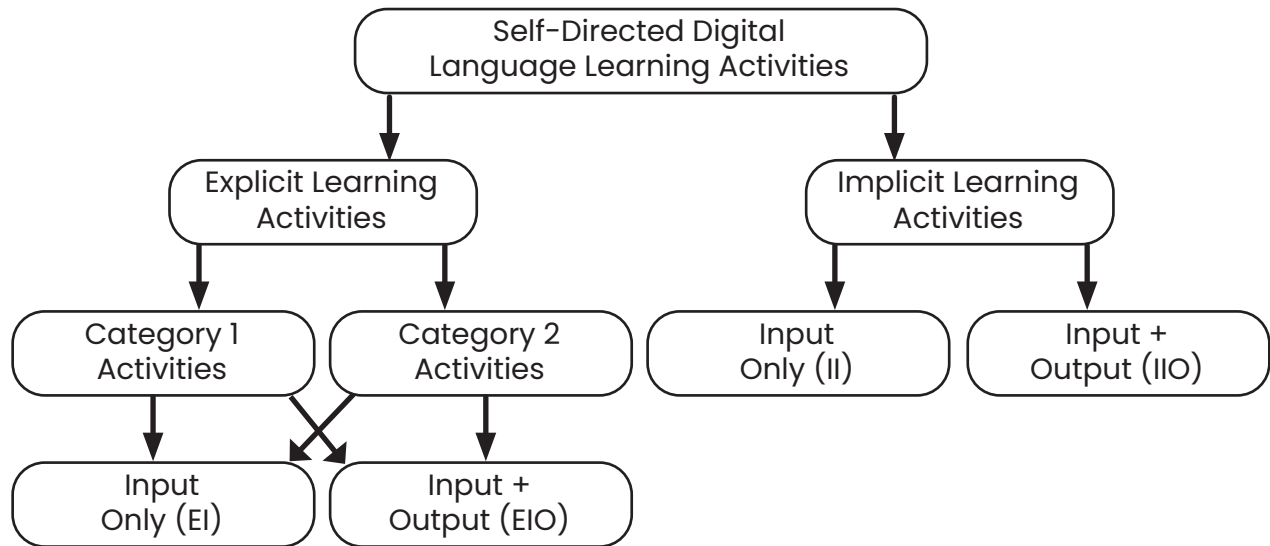 Self-Directed Digital
Language Learning Activities
Explicit Learning
Activities
Implicit Learning
Activities
Category 1
Activities
Category 2
Activities
Input
Only (II)
Input +
Output (IIO)
Input
Only (EI)
Input +
Output (EIO)